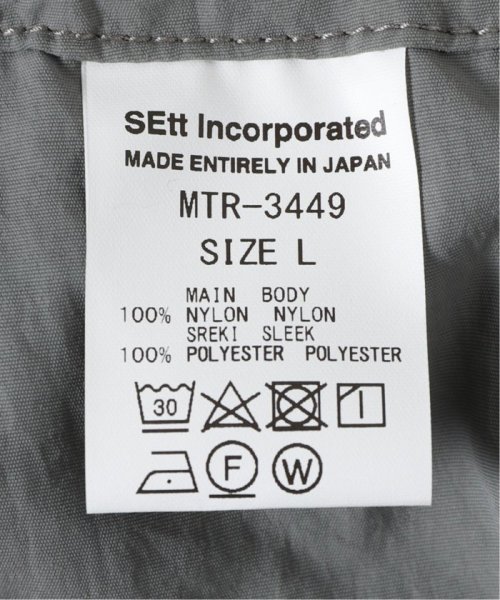 SEtt Incorporated
MADE ENTIRELY IN JAPAN
MTR-3449
SIZE L
MAIN BODY
100% NYLON NYLON
SREKI SLEEK
100% POLYESTER POLYESTER
30
F W